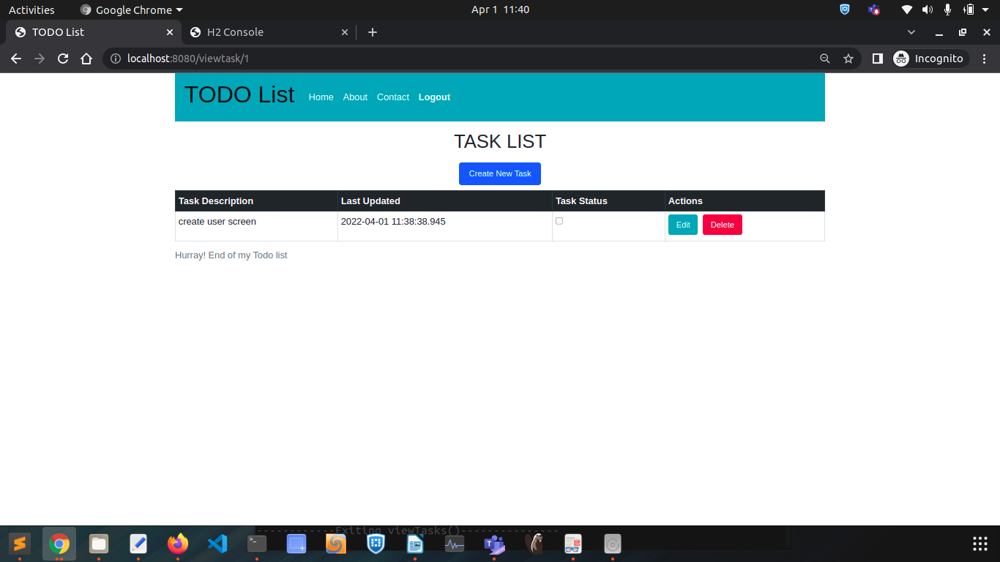 Activities Google Chrome Apr 1 11:40
TODO List H2 Console
localhost:8080/viewtask/1 Incognito
TODO List Home About Contact Logout
TASK LIST
Create New Task
Task Description Last Updated Task Status Actions
create user screen 2022-04-01 11:38:38.945 Edit Delete
Hurray! End of my Todo list
------------Exiting viewTasks()---------------